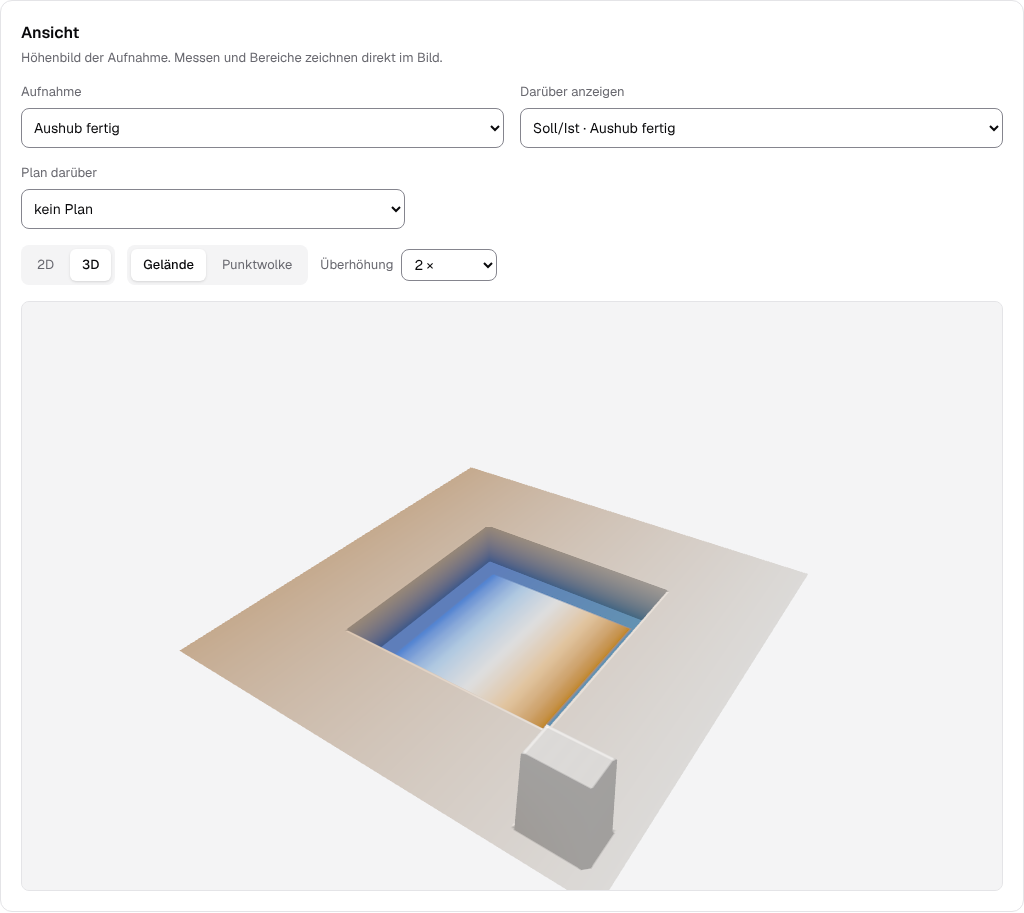 Ansicht
Höhenbild der Aufnahme. Messen und Bereiche zeichnen direkt im Bild.
Aufnahme
Darüber anzeigen
Aushub fertig
Soll/Ist · Aushub fertig
Plan darüber
kein Plan
2D 3D Gelände Punktwolke Überhöhung 2 ×